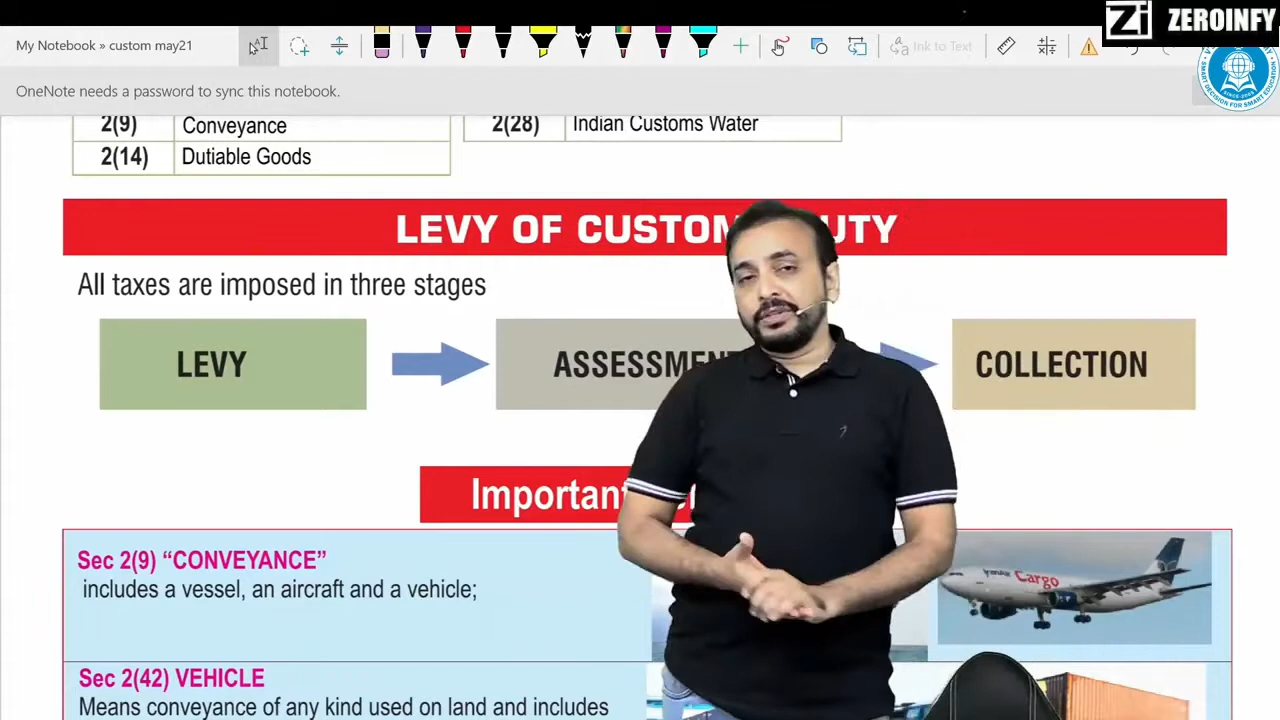 ZEROINFY
My Notebook » custom may21
Ink to Text
OneNote needs a password to sync this notebook.
2(9) Conveyance
2(28) Indian Customs Water
2(14) Dutiable Goods
LEVY OF CUSTOM UTY
All taxes are imposed in three stages
LEVY
ASSESSMENT
COLLECTION
Important
Sec 2(9) “CONVEYANCE”
includes a vessel, an aircraft and a vehicle;
Cargo
Sec 2(42) VEHICLE
Means conveyance of any kind used on land and includes